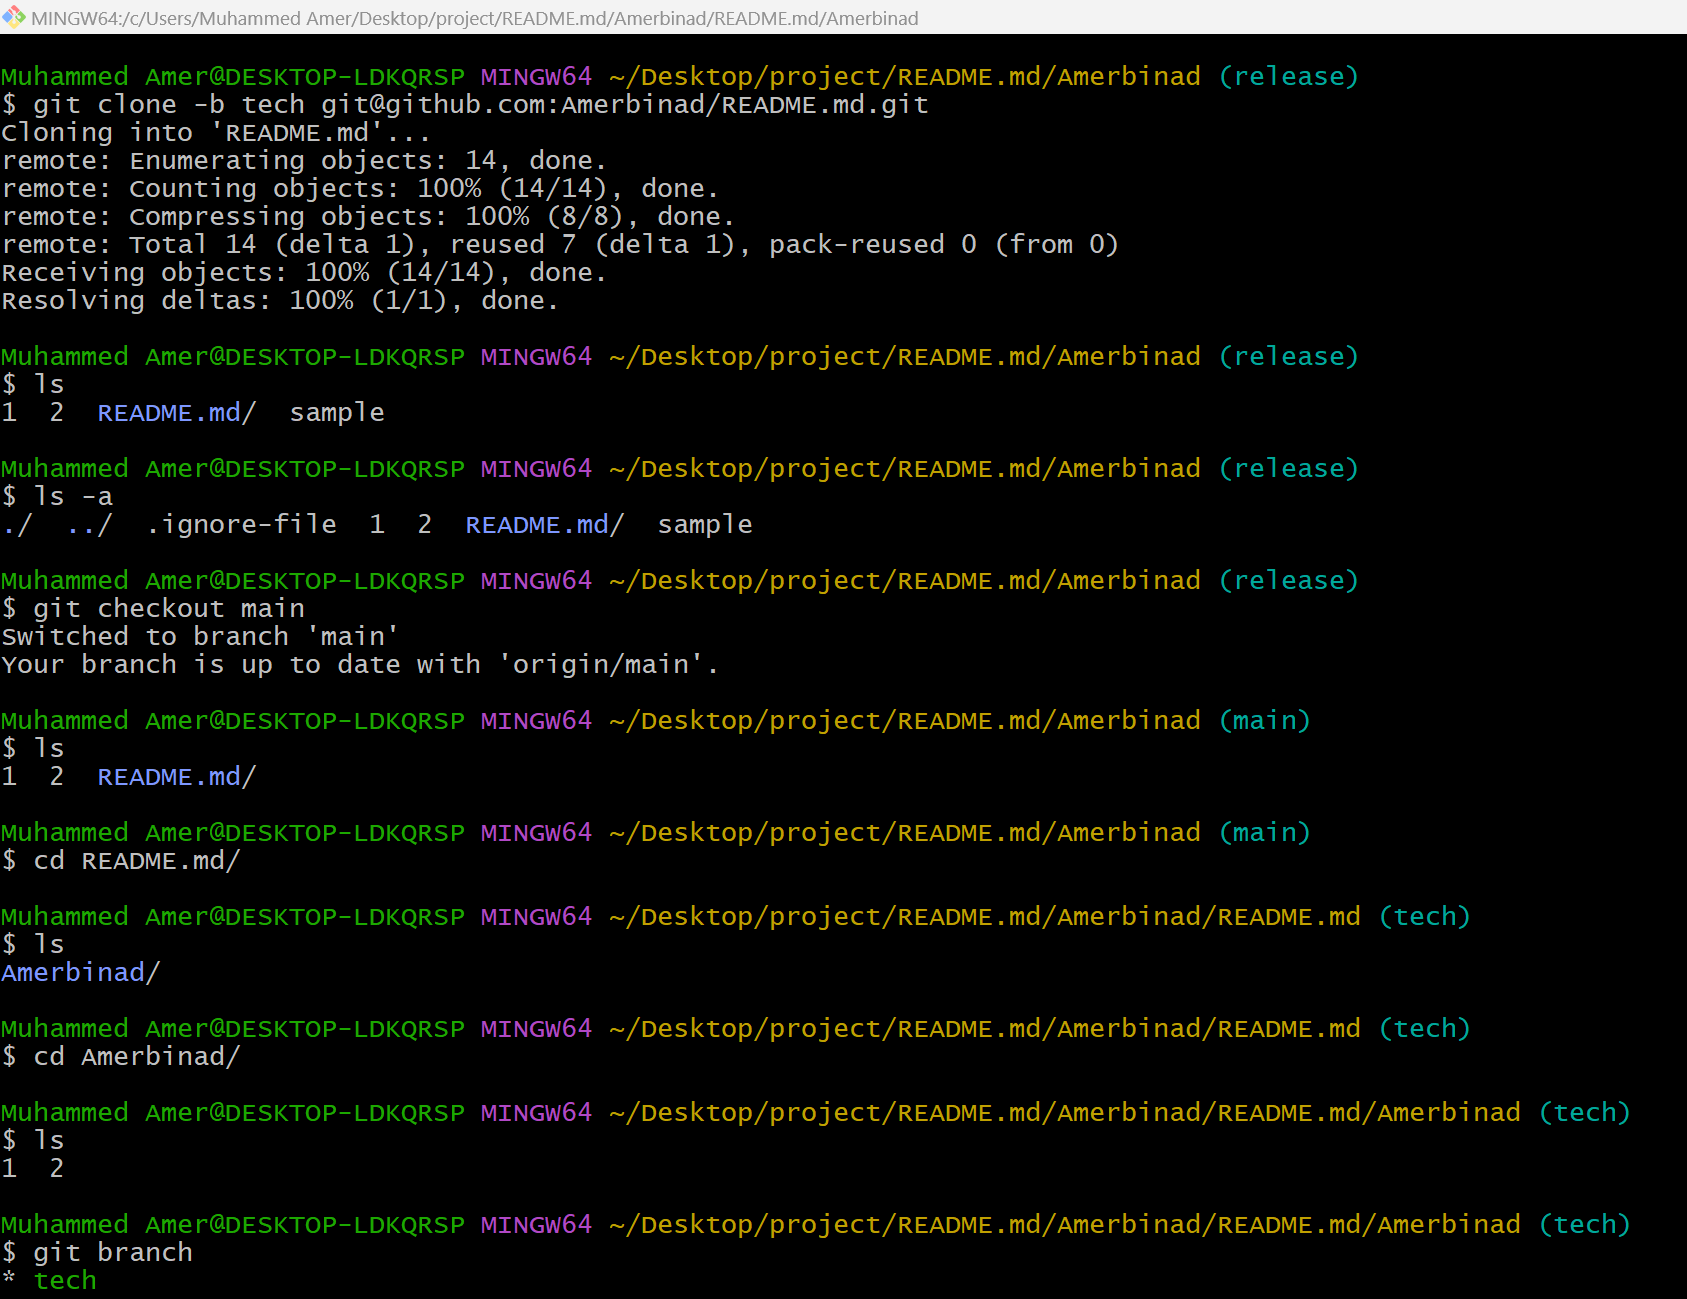 MINGW64:/c/Users/Muhammed Amer/Desktop/project/README.md/Amerbinad/README.md/Amerbinad
Muhammed Amer@DESKTOP-LDKQRSP MINGW64 ~/Desktop/project/README.md/Amerbinad (release)
$ git clone -b tech git@github.com:Amerbinad/README.md.git
Cloning into 'README.md'...
remote: Enumerating objects: 14, done.
remote: Counting objects: 100% (14/14), done.
remote: Compressing objects: 100% (8/8), done.
remote: Total 14 (delta 1), reused 7 (delta 1), pack-reused 0 (from 0)
Receiving objects: 100% (14/14), done.
Resolving deltas: 100% (1/1), done.
Muhammed Amer@DESKTOP-LDKQRSP MINGW64 ~/Desktop/project/README.md/Amerbinad (release)
$ ls
1  2  README.md/  sample
Muhammed Amer@DESKTOP-LDKQRSP MINGW64 ~/Desktop/project/README.md/Amerbinad (release)
$ ls -a
./  ../  .ignore-file  1  2  README.md/  sample
Muhammed Amer@DESKTOP-LDKQRSP MINGW64 ~/Desktop/project/README.md/Amerbinad (release)
$ git checkout main
Switched to branch 'main'
Your branch is up to date with 'origin/main'.
Muhammed Amer@DESKTOP-LDKQRSP MINGW64 ~/Desktop/project/README.md/Amerbinad (main)
$ ls
1  2  README.md/
Muhammed Amer@DESKTOP-LDKQRSP MINGW64 ~/Desktop/project/README.md/Amerbinad (main)
$ cd README.md/
Muhammed Amer@DESKTOP-LDKQRSP MINGW64 ~/Desktop/project/README.md/Amerbinad/README.md (tech)
$ ls
Amerbinad/
Muhammed Amer@DESKTOP-LDKQRSP MINGW64 ~/Desktop/project/README.md/Amerbinad/README.md (tech)
$ cd Amerbinad/
Muhammed Amer@DESKTOP-LDKQRSP MINGW64 ~/Desktop/project/README.md/Amerbinad/README.md/Amerbinad (tech)
$ ls
1  2
Muhammed Amer@DESKTOP-LDKQRSP MINGW64 ~/Desktop/project/README.md/Amerbinad/README.md/Amerbinad (tech)
$ git branch
* tech